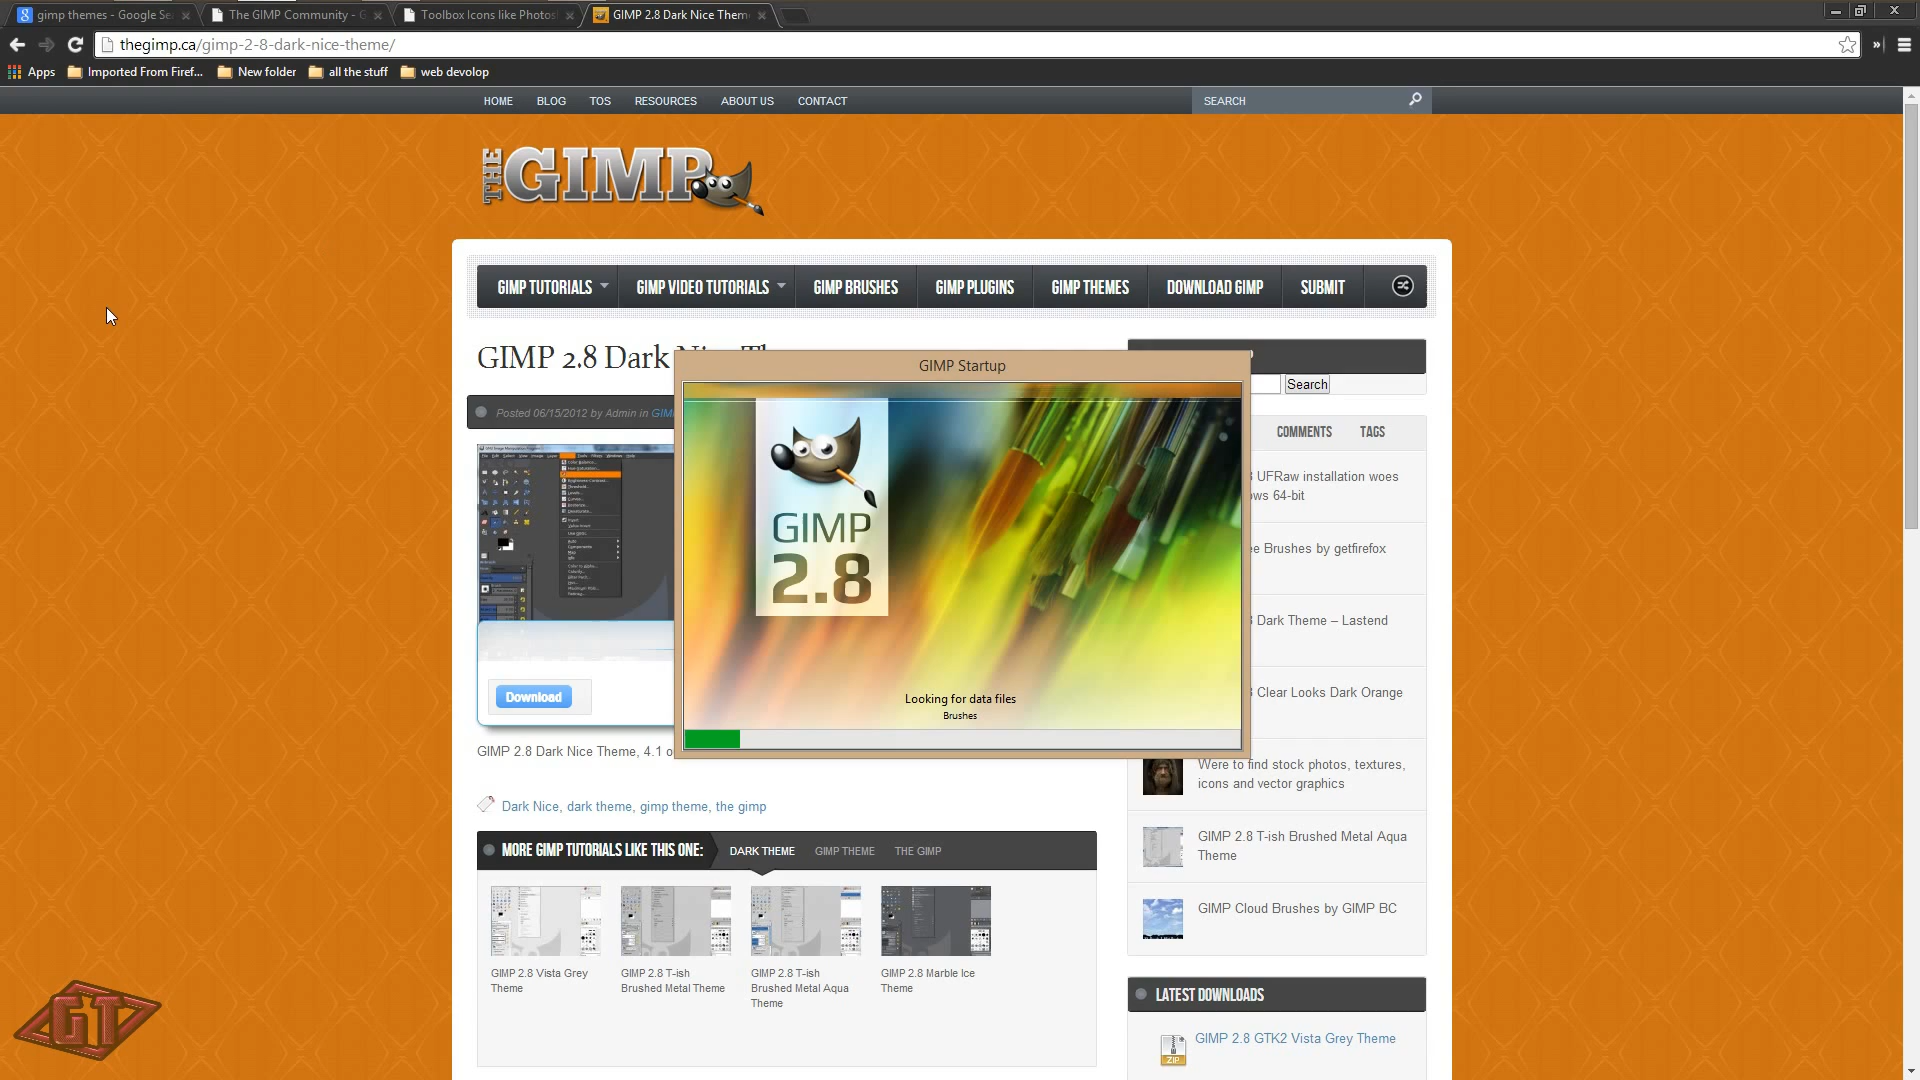 gimp themes - Google Se
The GIMP Community - G
Toolbox Icons like Photos
GIMP 2.8 Dark Nice Them
thegimp.ca/gimp-2-8-dark-nice-theme/
Apps
Imported From Firef...
New folder
all the stuff
web devolop
HOME
BLOG
TOS
RESOURCES
ABOUT US
CONTACT
SEARCH
THE GIMP
GIMP TUTORIALS
GIMP VIDEO TUTORIALS
GIMP BRUSHES
GIMP PLUGINS
GIMP THEMES
DOWNLOAD GIMP
SUBMIT
GIMP 2.8 Dark
GIMP Startup
Search
Posted 06/15/2012 by Admin in GIM
COMMENTS
TAGS
GIMP
2.8
UFRaw installation woes
ows 64-bit
ee Brushes by getfirefox
Dark Theme – Lastend
Clear Looks Dark Orange
Looking for data files
Brushes
Download
GIMP 2.8 Dark Nice Theme, 4.1 o
Were to find stock photos, textures,
icons and vector graphics
Dark Nice, dark theme, gimp theme, the gimp
GIMP 2.8 T-ish Brushed Metal Aqua
Theme
MORE GIMP TUTORIALS LIKE THIS ONE:
DARK THEME
GIMP THEME
THE GIMP
GIMP Cloud Brushes by GIMP BC
GIMP 2.8 Vista Grey
Theme
GIMP 2.8 T-ish
Brushed Metal Theme
GIMP 2.8 T-ish
Brushed Metal Aqua
Theme
GIMP 2.8 Marble Ice
Theme
LATEST DOWNLOADS
ZIP
GIMP 2.8 GTK2 Vista Grey Theme
GT